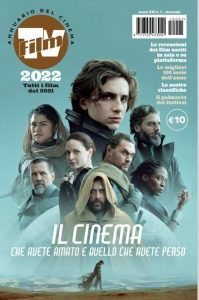 ANNUARIO DEL CINEMA
film
TV
2022
Tutti i film
del 2021
Le recensioni
dei film usciti
in sala e su
piattaforma
Le migliori
100 serie
dell'anno
Le nostre
classifiche
Il palmarès
dei festival
€10
IL CINEMA
CHE AVETE AMATO E QUELLO CHE AVETE PERSO